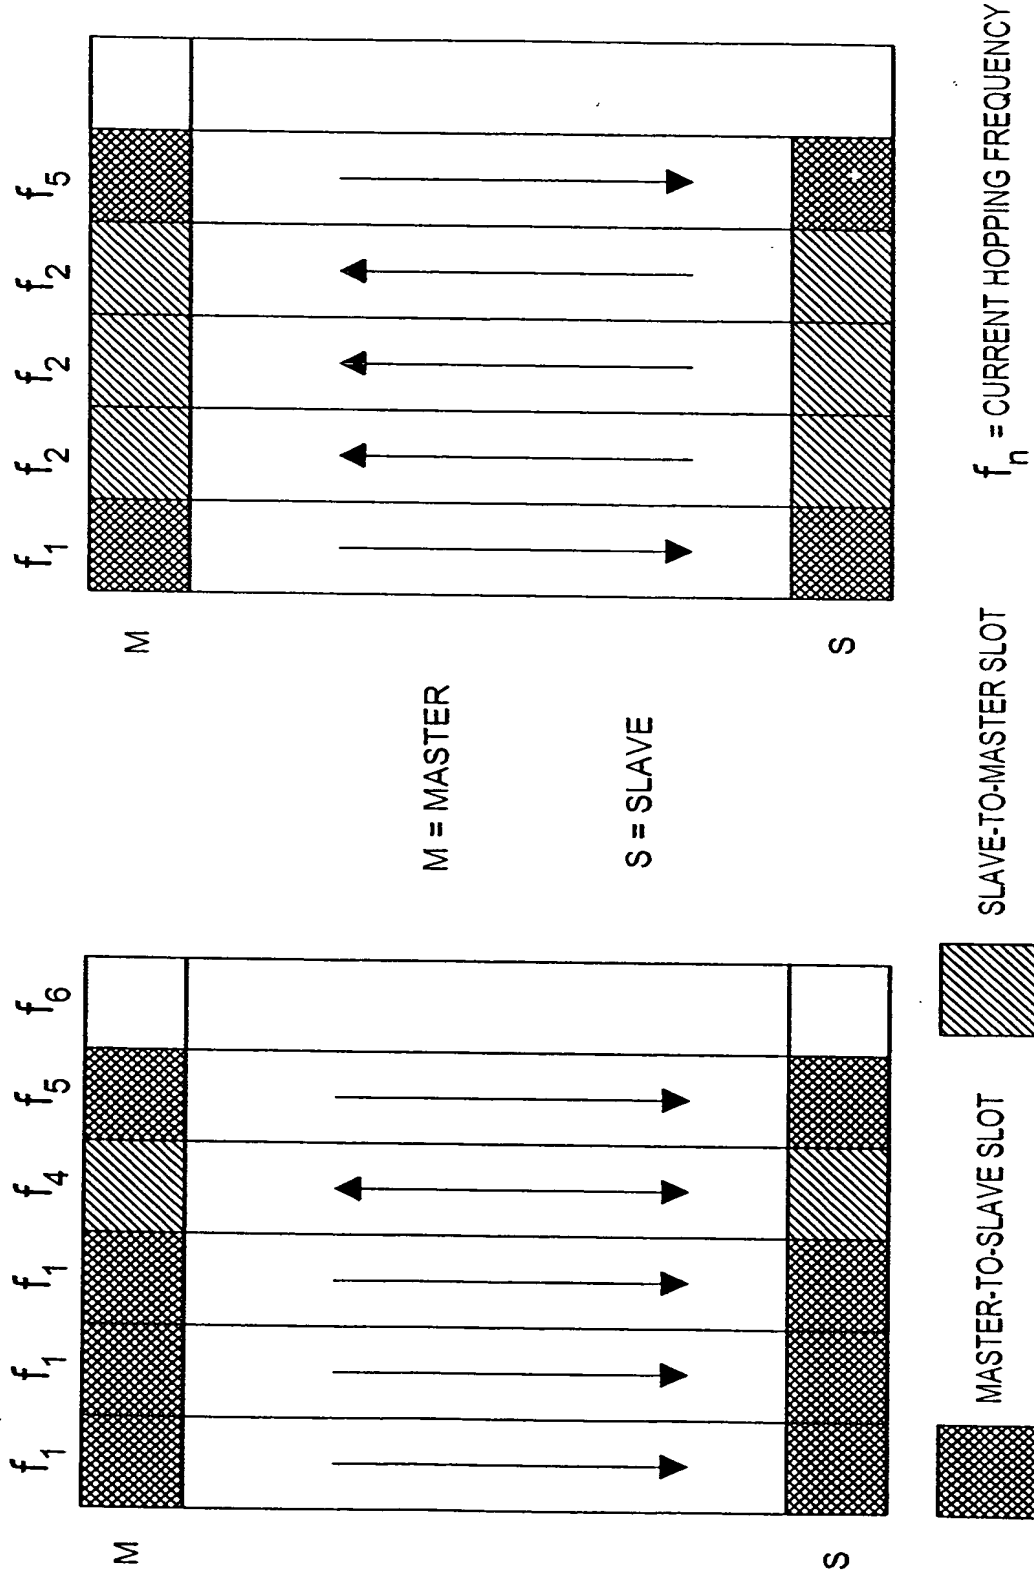 f1 f1 f1 f4 f5 f6
M
S
f1 f2 f2 f2 f5
M
S
M = MASTER
S = SLAVE
MASTER-TO-SLAVE SLOT
SLAVE-TO-MASTER SLOT
fn = CURRENT HOPPING FREQUENCY